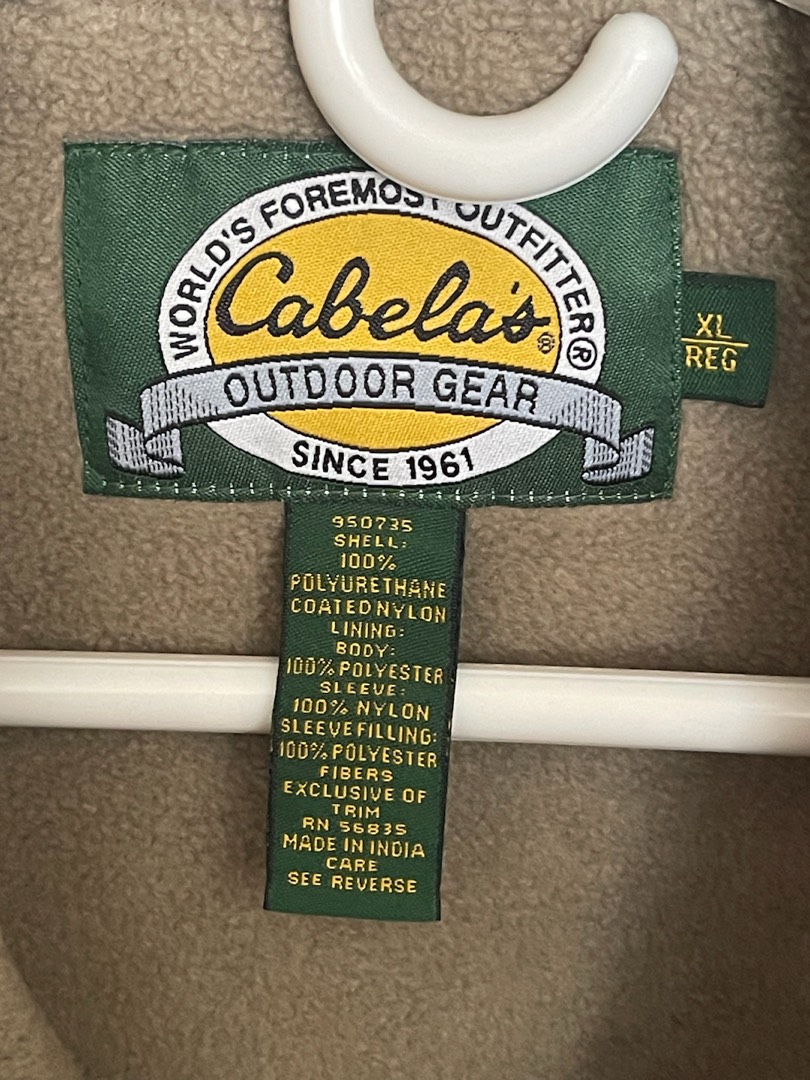 WORLD'S FOREMOST OUTFITTER®
Cabela's®
OUTDOOR GEAR
SINCE 1961
XL
REG
950735
SHELL:
100%
POLYURETHANE
COATED NYLON
LINING:
BODY:
100% POLYESTER
SLEEVE:
100% NYLON
SLEEVE FILLING:
100% POLYESTER
FIBERS
EXCLUSIVE OF
TRIM
RN 56835
MADE IN INDIA
CARE
SEE REVERSE